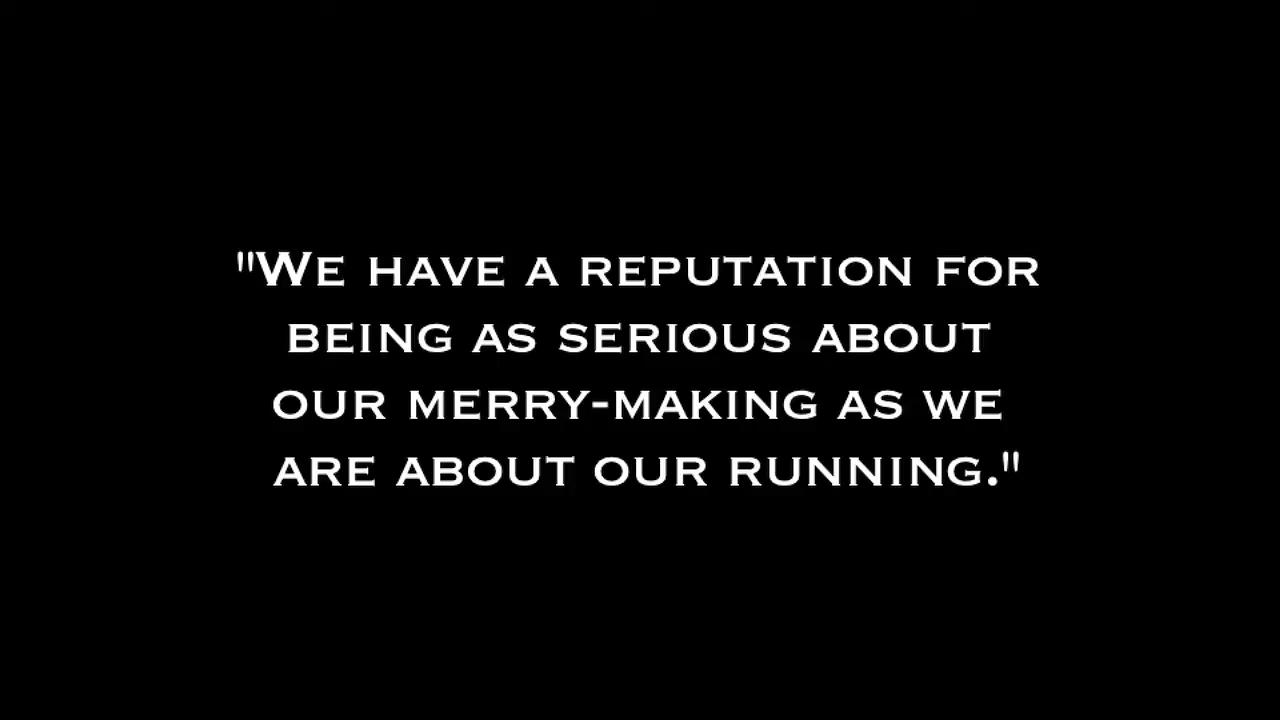 "We have a reputation for
being as serious about
our merry-making as we
are about our running."